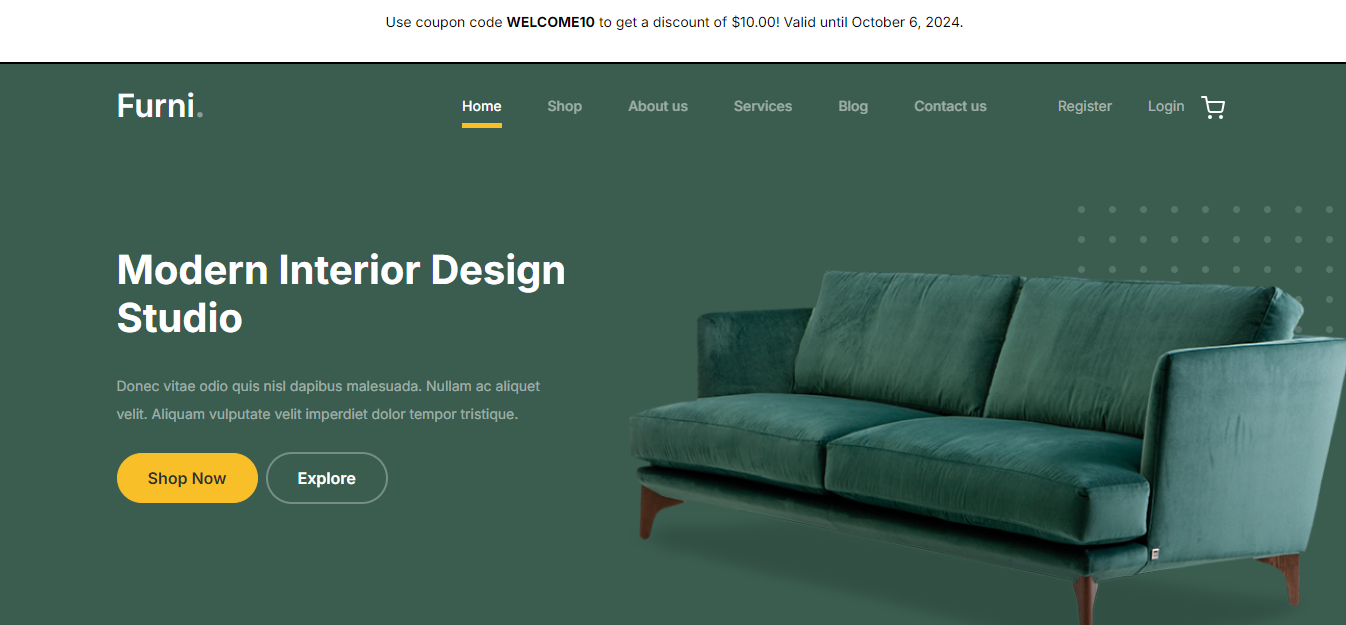 Use coupon code WELCOME10 to get a discount of $10.00! Valid until October 6, 2024.
Furni. Home Shop About us Services Blog Contact us Register Login
Modern Interior Design
Studio
Donec vitae odio quis nisl dapibus malesuada. Nullam ac aliquet
velit. Aliquam vulputate velit imperdiet dolor tempor tristique.
Shop Now Explore